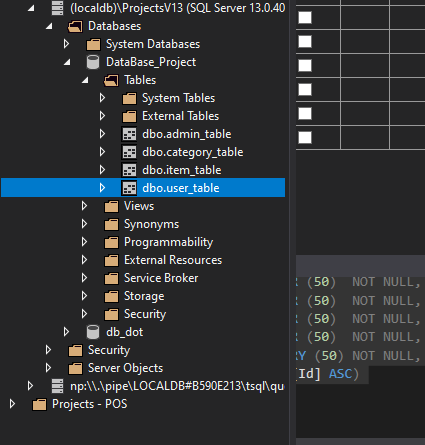 (localdb)\ProjectsV13 (SQL Server 13.0.40
Databases
System Databases
DataBase_Project
Tables
System Tables
External Tables
dbo.admin_table
dbo.category_table
dbo.item_table
dbo.user_table
Views
Synonyms
Programmability
External Resources
Service Broker
Storage
Security
db_dot
Security
Server Objects
np:\\.\pipe\LOCALDB#B590E213\tsql\qu
Projects - POS
R (50) NOT NULL,
R (50) NOT NULL,
R (50) NOT NULL,
R (50) NOT NULL,
RY (50) NOT NULL,
[Id] ASC)